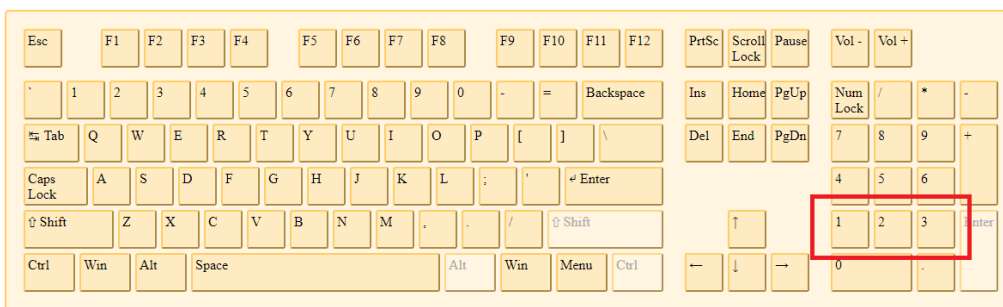 Esc F1 F2 F3 F4 F5 F6 F7 F8 F9 F10 F11 F12 PrtSc Scroll Lock Pause Vol - Vol +
` 1 2 3 4 5 6 7 8 9 0 - = Backspace Ins Home PgUp Num Lock / * -
↹ Tab Q W E R T Y U I O P [ ] \ Del End PgDn 7 8 9 +
Caps Lock A S D F G H J K L ; ' ↵ Enter 4 5 6
⇧ Shift Z X C V B N M , . / ⇧ Shift ↑ 1 2 3 Enter
Ctrl Win Alt Space Alt Win Menu Ctrl ← ↓ → 0 .